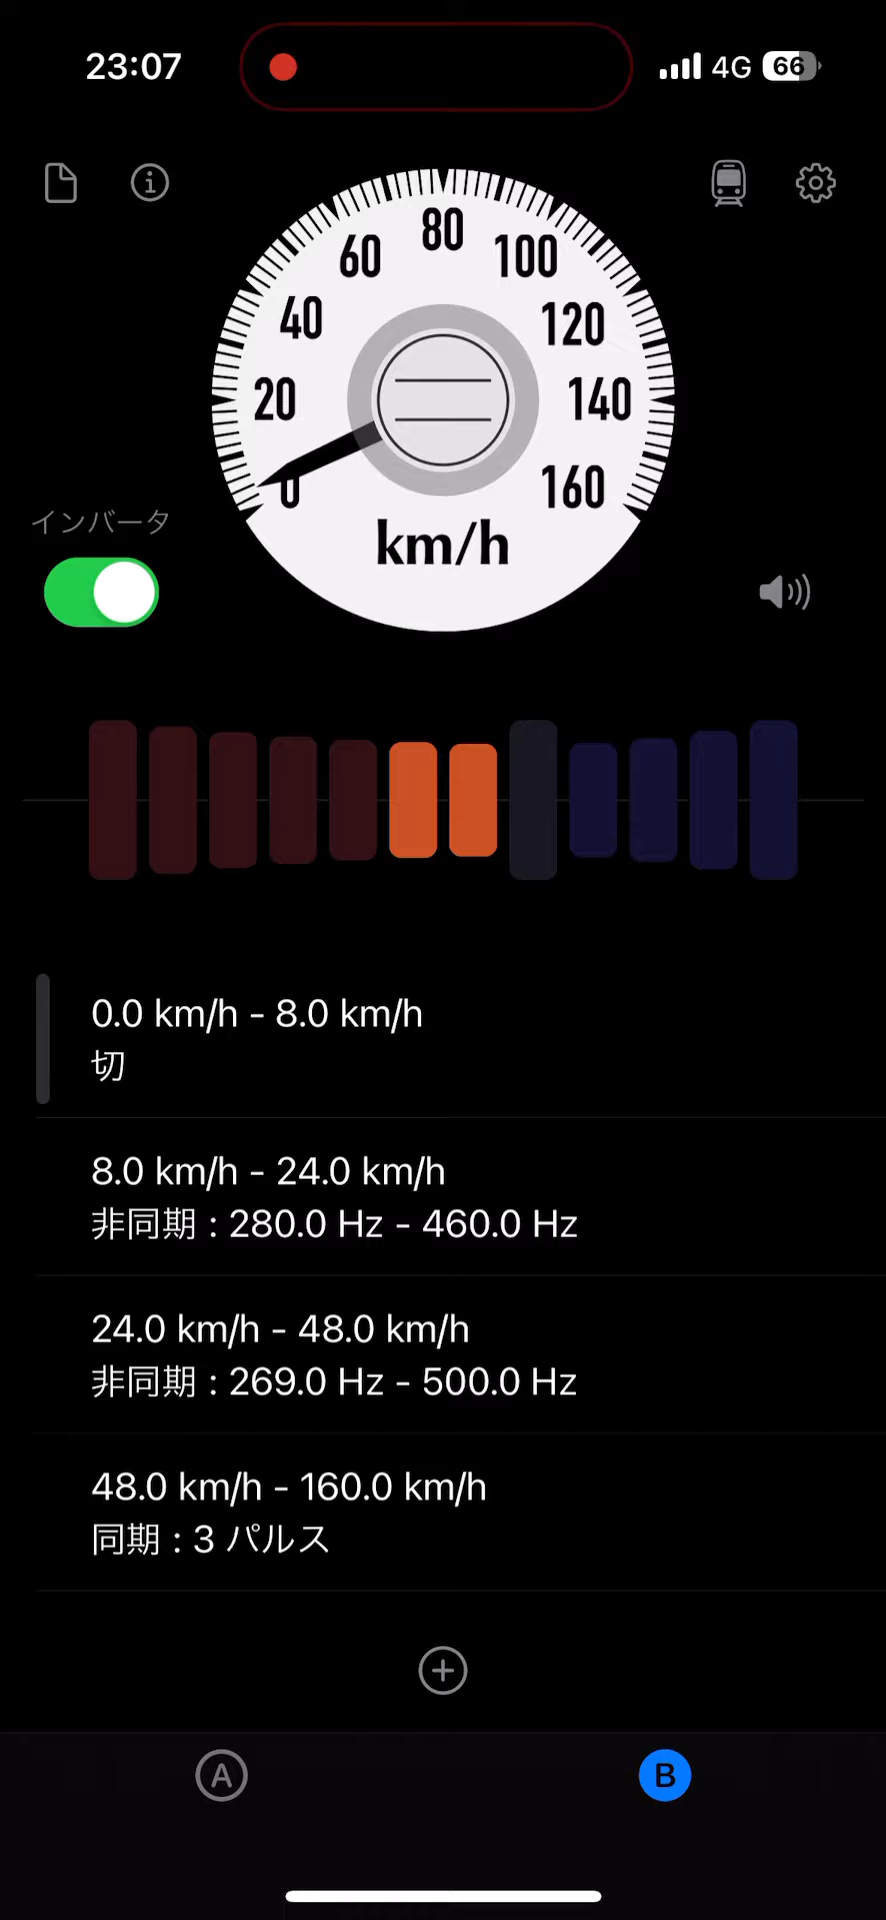 23:07
4G 66
80
60 100
40 120
20 140
0 160
km/h
インバータ
0.0 km/h - 8.0 km/h
切
8.0 km/h - 24.0 km/h
非同期 : 280.0 Hz - 460.0 Hz
24.0 km/h - 48.0 km/h
非同期 : 269.0 Hz - 500.0 Hz
48.0 km/h - 160.0 km/h
同期 : 3 パルス
A B